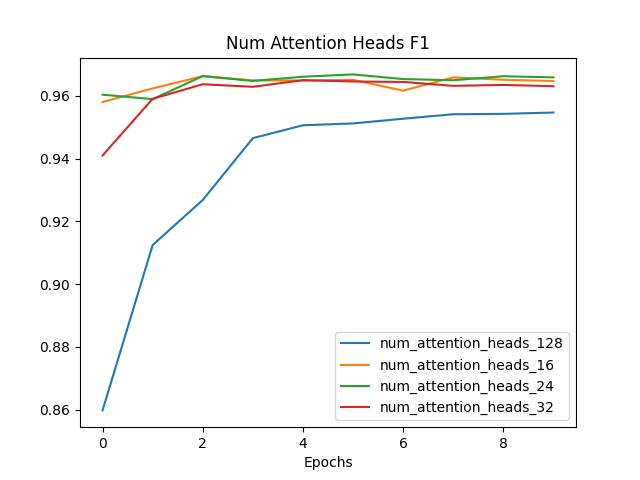 Num Attention Heads F1
0.96
0.94
0.92
0.90
0.88
0.86
num_attention_heads_128
num_attention_heads_16
num_attention_heads_24
num_attention_heads_32
0 2 4 6 8
Epochs